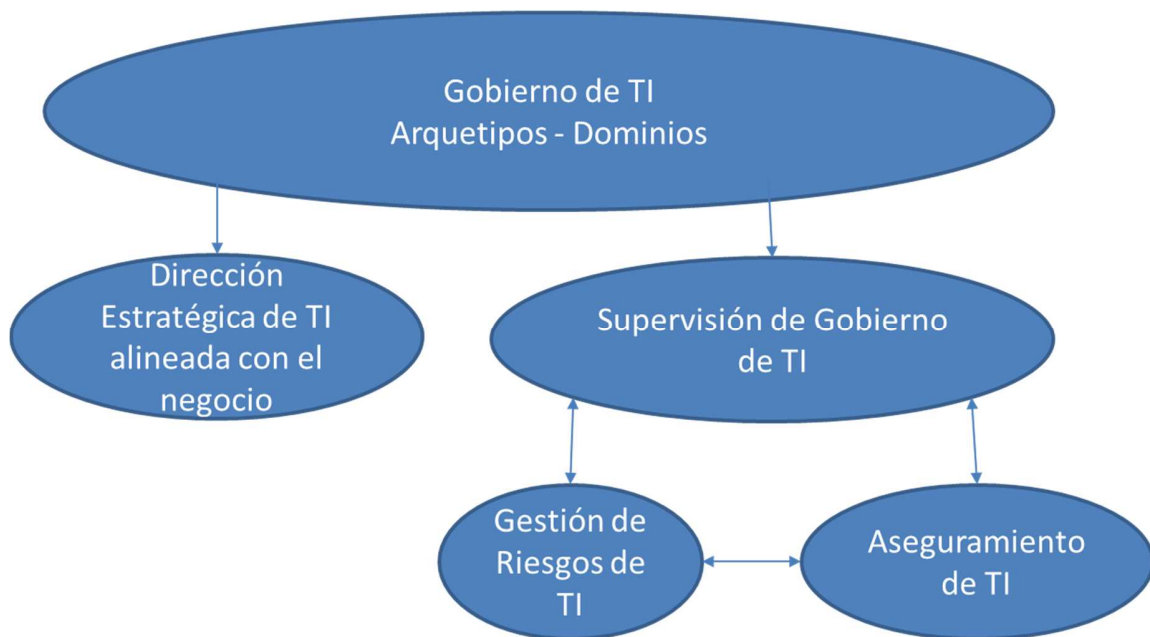 Gobierno de TI
Arquetipos - Dominios
Dirección
Estratégica de TI
alineada con el
negocio
Supervisión de Gobierno
de TI
Gestión de
Riesgos de
TI
Aseguramiento
de TI